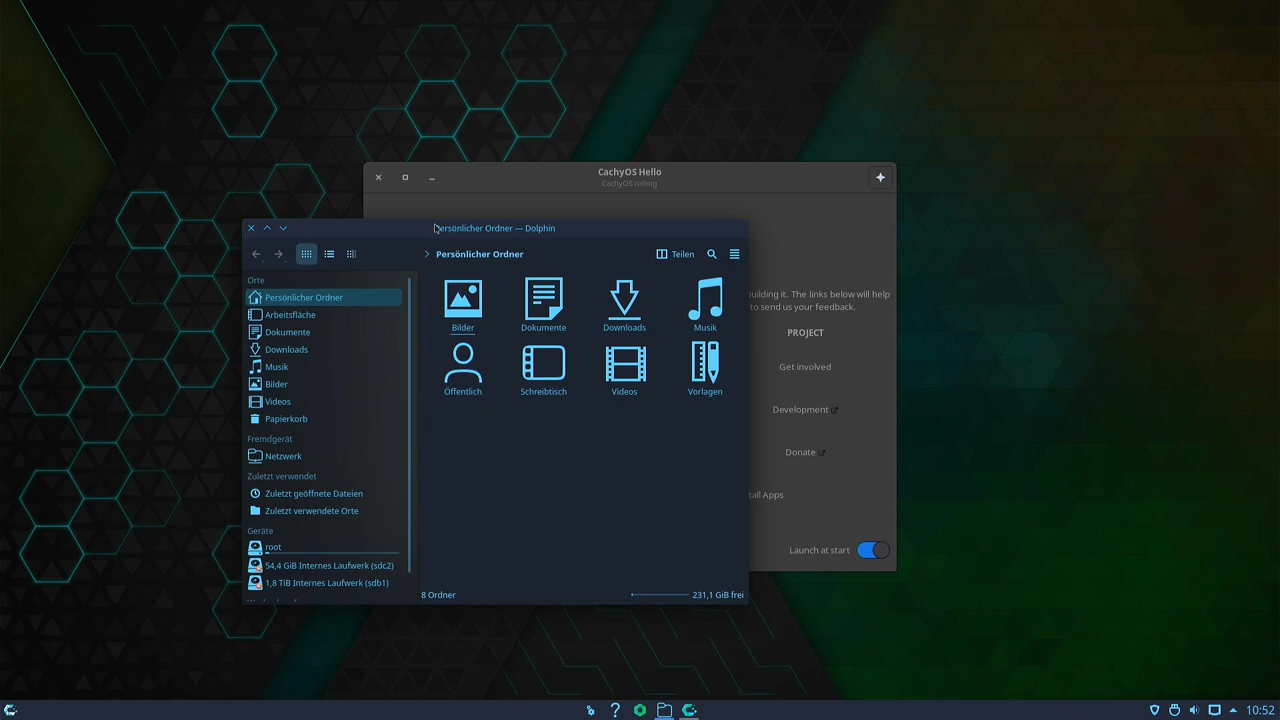 CachyOS Hello
CachyOS rolling
Persönlicher Ordner — Dolphin
Persönlicher Ordner
Teilen
Orte
Persönlicher Ordner
Arbeitsfläche
Dokumente
Downloads
Musik
Bilder
Videos
Papierkorb
Fremdgerät
Netzwerk
Zuletzt verwendet
Zuletzt geöffnete Dateien
Zuletzt verwendete Orte
Geräte
root
54,4 GiB Internes Laufwerk (sdc2)
1,8 TiB Internes Laufwerk (sdb1)
Bilder
Dokumente
Downloads
Musik
Öffentlich
Schreibtisch
Videos
Vorlagen
8 Ordner
231,1 GiB frei
building it. The links below will help
to send us your feedback.
PROJECT
Get involved
Development
Donate
Apps
Launch at start
10:52